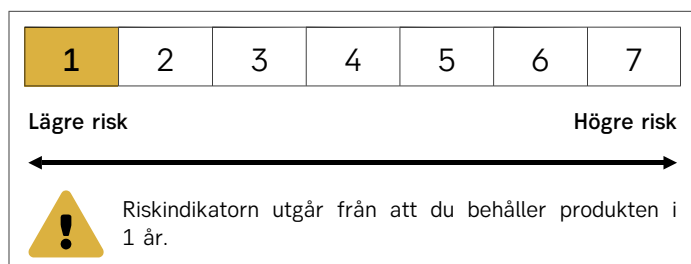 1 2 3 4 5 6 7
Lägre risk Högre risk
Riskindikatorn utgår från att du behåller produkten i
1 år.